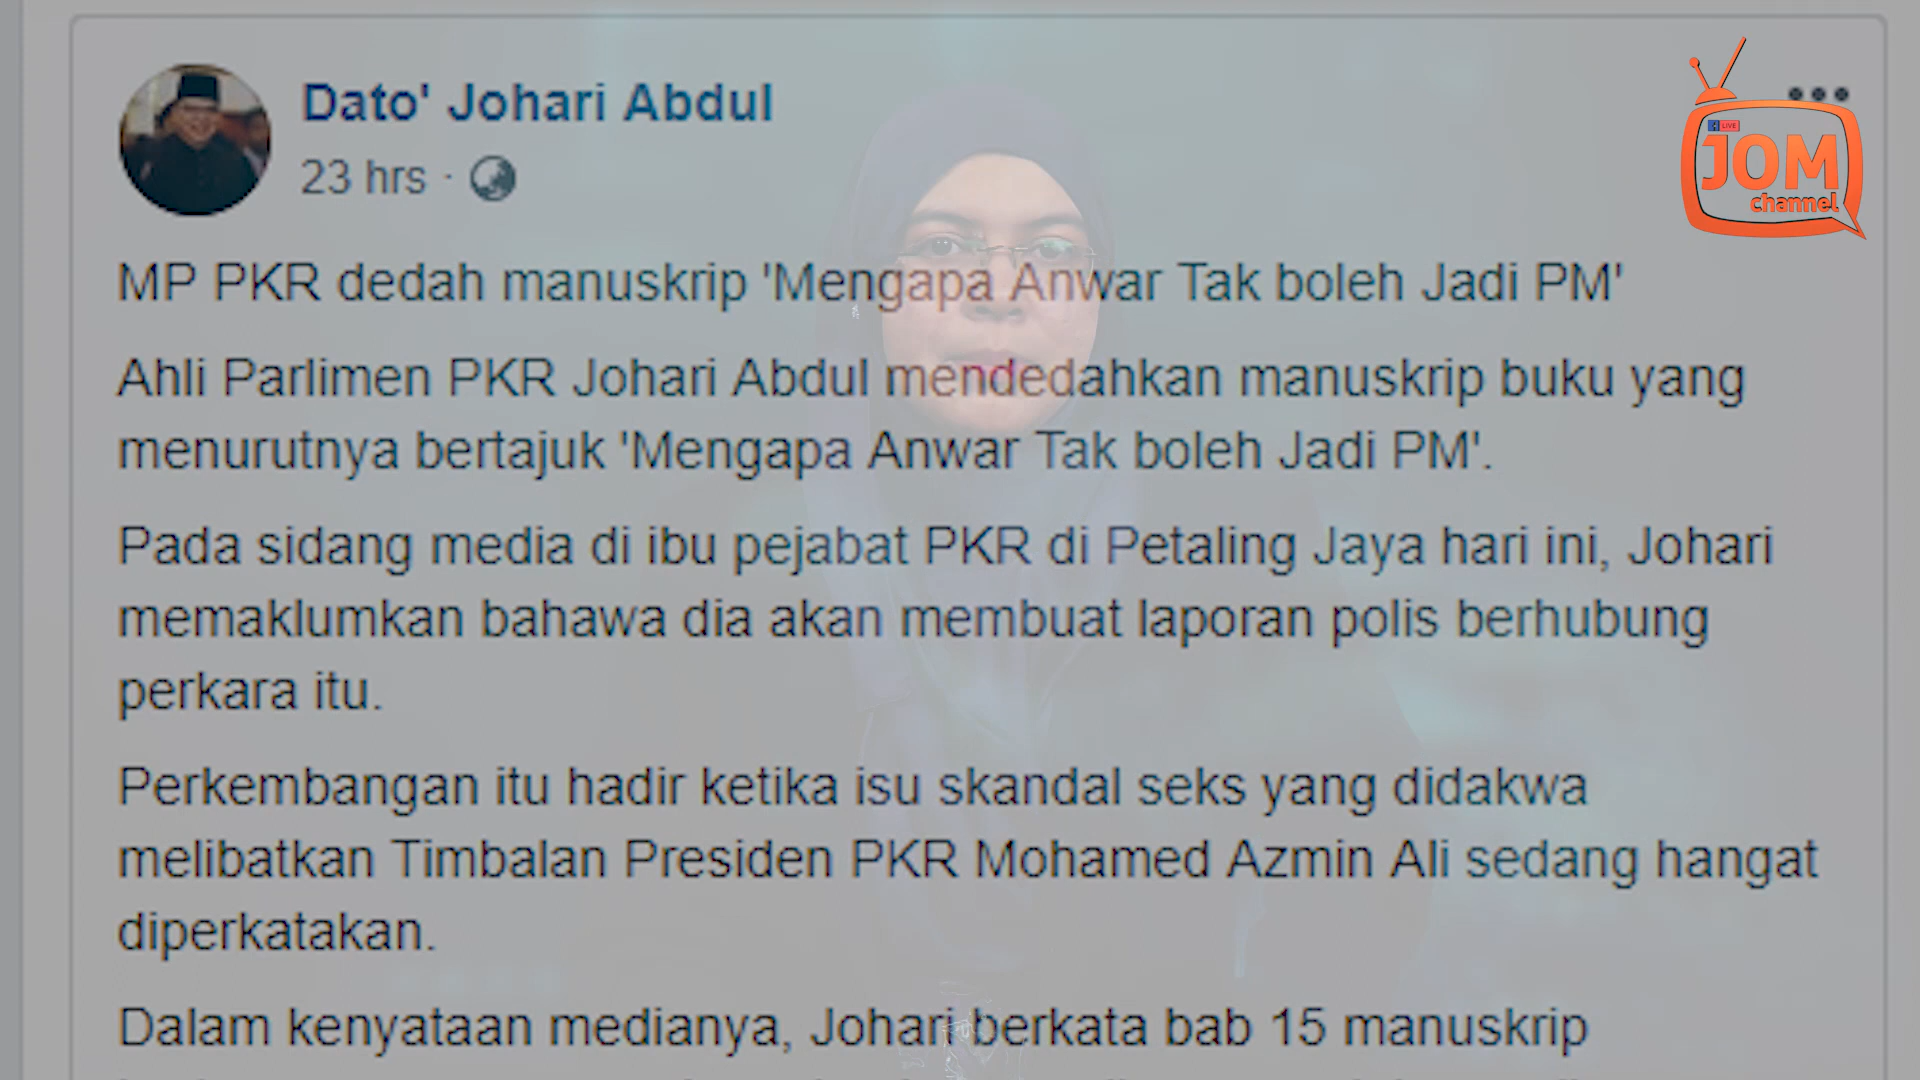 Dato' Johari Abdul
23 hrs ·
LIVE
JOM
channel
MP PKR dedah manuskrip 'Mengapa Anwar Tak boleh Jadi PM'
Ahli Parlimen PKR Johari Abdul mendedahkan manuskrip buku yang
menurutnya bertajuk 'Mengapa Anwar Tak boleh Jadi PM'.
Pada sidang media di ibu pejabat PKR di Petaling Jaya hari ini, Johari
memaklumkan bahawa dia akan membuat laporan polis berhubung
perkara itu.
Perkembangan itu hadir ketika isu skandal seks yang didakwa
melibatkan Timbalan Presiden PKR Mohamed Azmin Ali sedang hangat
diperkatakan.
Dalam kenyataan medianya, Johari berkata bab 15 manuskrip